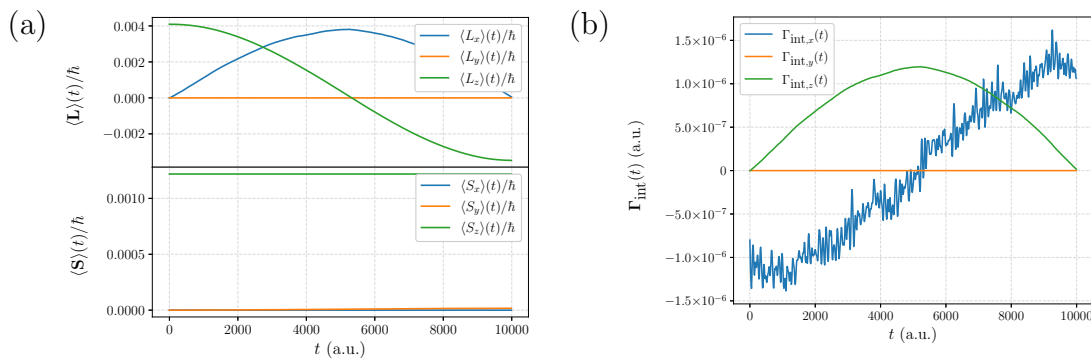 (a)
0.004
0.002
0.000
−0.002
⟨L⟩(t)/ħ
⟨Lₓ⟩(t)/ħ
⟨L_y⟩(t)/ħ
⟨L_z⟩(t)/ħ
0.0010
0.0005
0.0000
⟨S⟩(t)/ħ
⟨Sₓ⟩(t)/ħ
⟨S_y⟩(t)/ħ
⟨S_z⟩(t)/ħ
0 2000 4000 6000 8000 10000
t (a.u.)
(b)
1.5×10⁻⁶
1.0×10⁻⁶
5.0×10⁻⁷
0
−5.0×10⁻⁷
−1.0×10⁻⁶
−1.5×10⁻⁶
Γ_int(t) (a.u.)
Γ_int,x(t)
Γ_int,y(t)
Γ_int,z(t)
0 2000 4000 6000 8000 10000
t (a.u.)